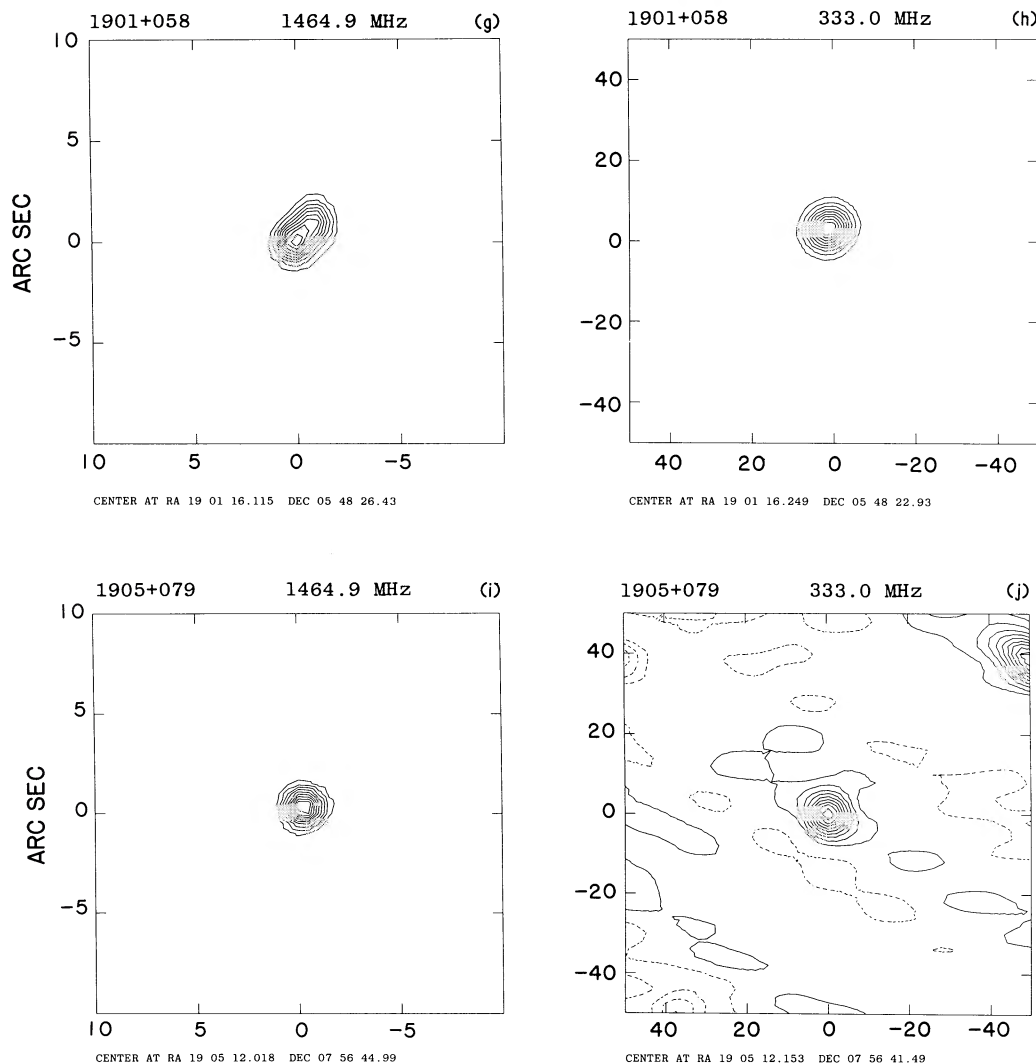 1901+058 1464.9 MHz (g)
10
5
0
-5
ARC SEC
10 5 0 -5
CENTER AT RA 19 01 16.115 DEC 05 48 26.43
1901+058 333.0 MHz (h)
40
20
0
-20
-40
40 20 0 -20 -40
CENTER AT RA 19 01 16.249 DEC 05 48 22.93
1905+079 1464.9 MHz (i)
10
5
0
-5
ARC SEC
10 5 0 -5
CENTER AT RA 19 05 12.018 DEC 07 56 44.99
1905+079 333.0 MHz (j)
40
20
0
-20
-40
40 20 0 -20 -40
CENTER AT RA 19 05 12.153 DEC 07 56 41.49